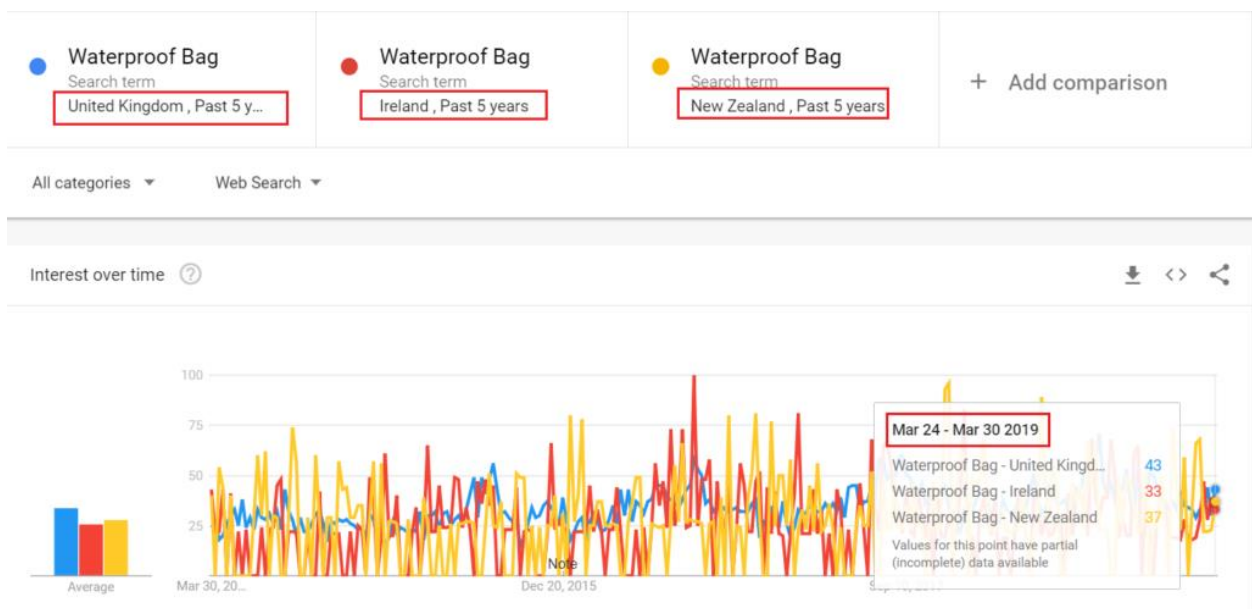 Waterproof Bag
Search term
United Kingdom , Past 5 y...
Waterproof Bag
Search term
Ireland , Past 5 years
Waterproof Bag
Search term
New Zealand , Past 5 years
+ Add comparison
All categories
Web Search
Interest over time
100
75
50
25
Average
Mar 30, 20...
Note
Dec 20, 2015
Mar 24 - Mar 30 2019
Waterproof Bag - United Kingd... 43
Waterproof Bag - Ireland 33
Waterproof Bag - New Zealand 37
Values for this point have partial
(incomplete) data available